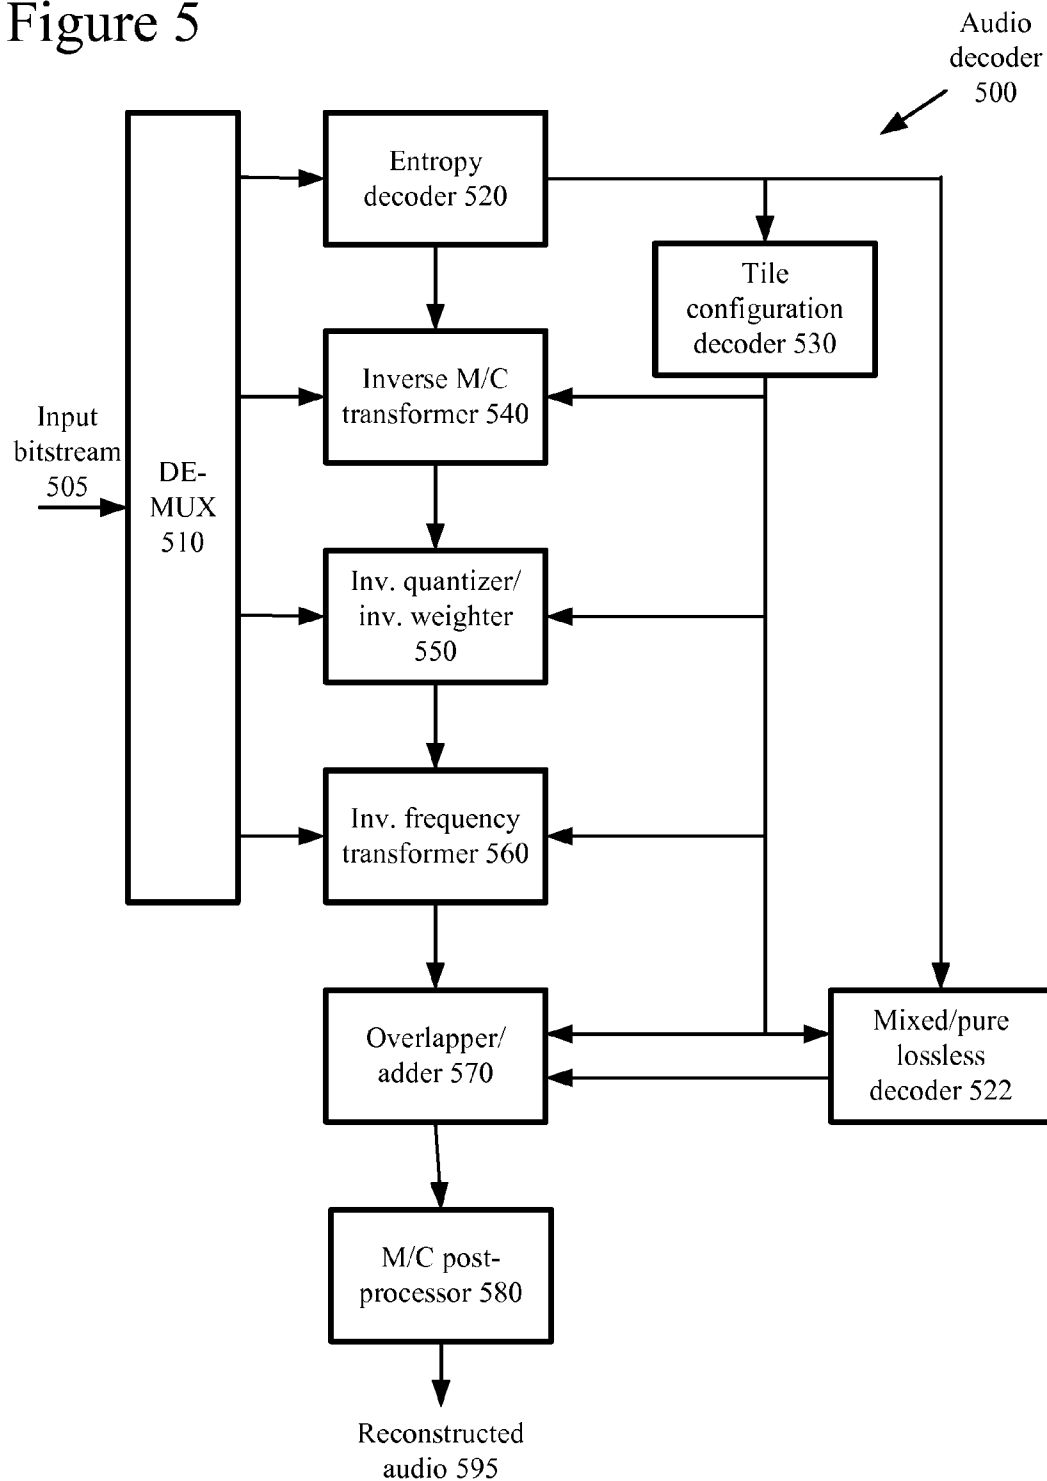 Figure 5
Audio
decoder
500
Entropy
decoder 520
Tile
configuration
decoder 530
Inverse M/C
transformer 540
Input
bitstream
505
DE-
MUX
510
Inv. quantizer/
inv. weighter
550
Inv. frequency
transformer 560
Overlapper/
adder 570
Mixed/pure
lossless
decoder 522
M/C post-
processor 580
Reconstructed
audio 595